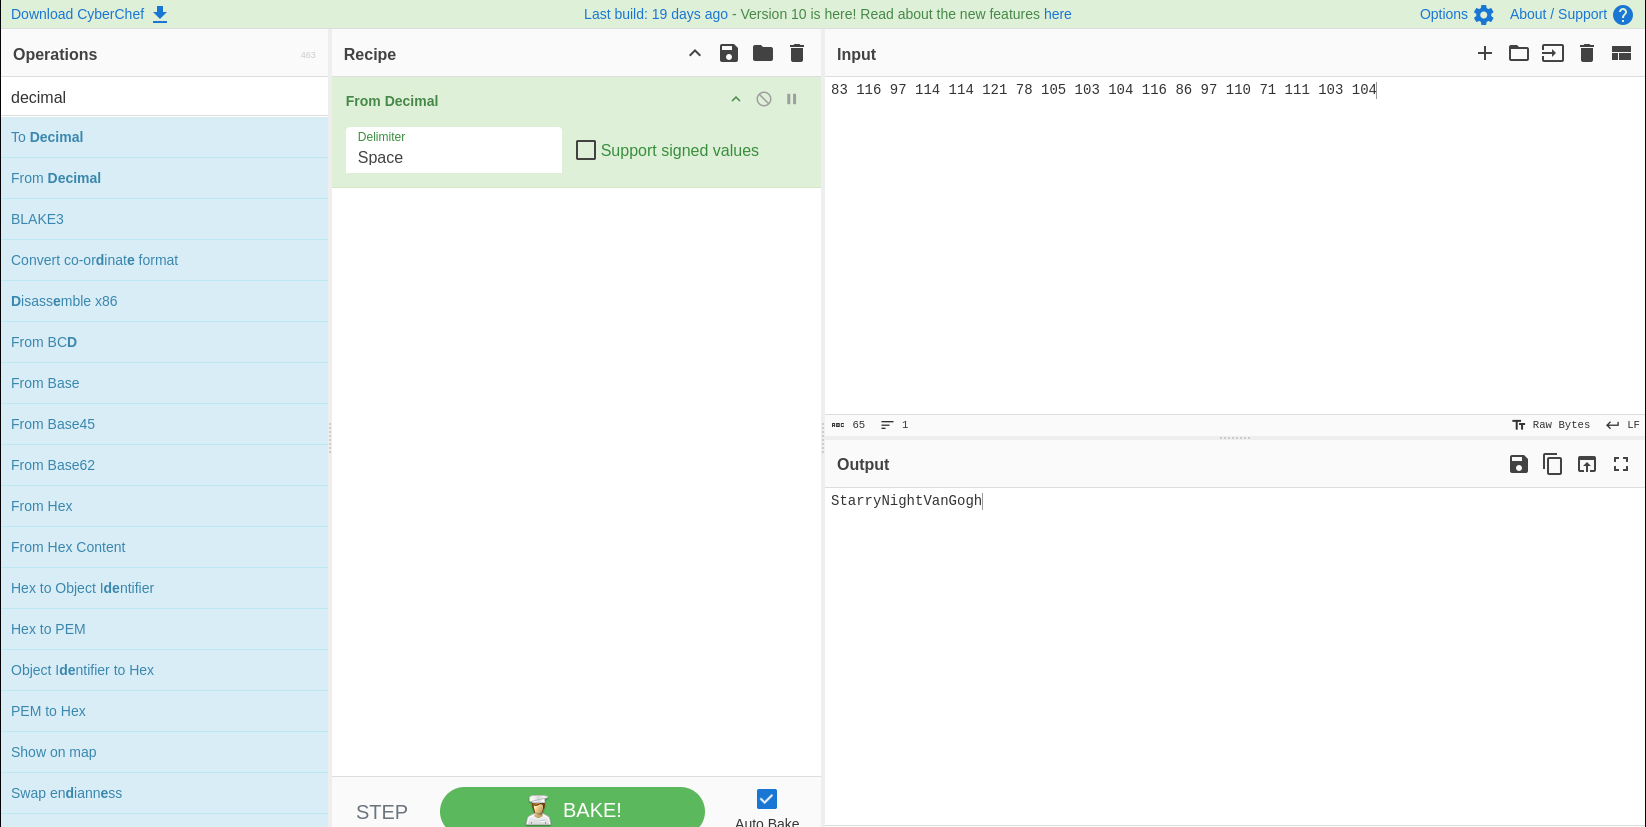 Download CyberChef
Last build: 19 days ago - Version 10 is here! Read about the new features here
Options
About / Support
Operations
463
decimal
To Decimal
From Decimal
BLAKE3
Convert co-ordinate format
Disassemble x86
From BCD
From Base
From Base45
From Base62
From Hex
From Hex Content
Hex to Object Identifier
Hex to PEM
Object Identifier to Hex
PEM to Hex
Show on map
Swap endianness
Recipe
From Decimal
Delimiter
Space
Support signed values
STEP
BAKE!
Auto Bake
Input
83 116 97 114 114 121 78 105 103 104 116 86 97 110 71 111 103 104
ABC 65 1
Tт Raw Bytes LF
Output
StarryNightVanGogh